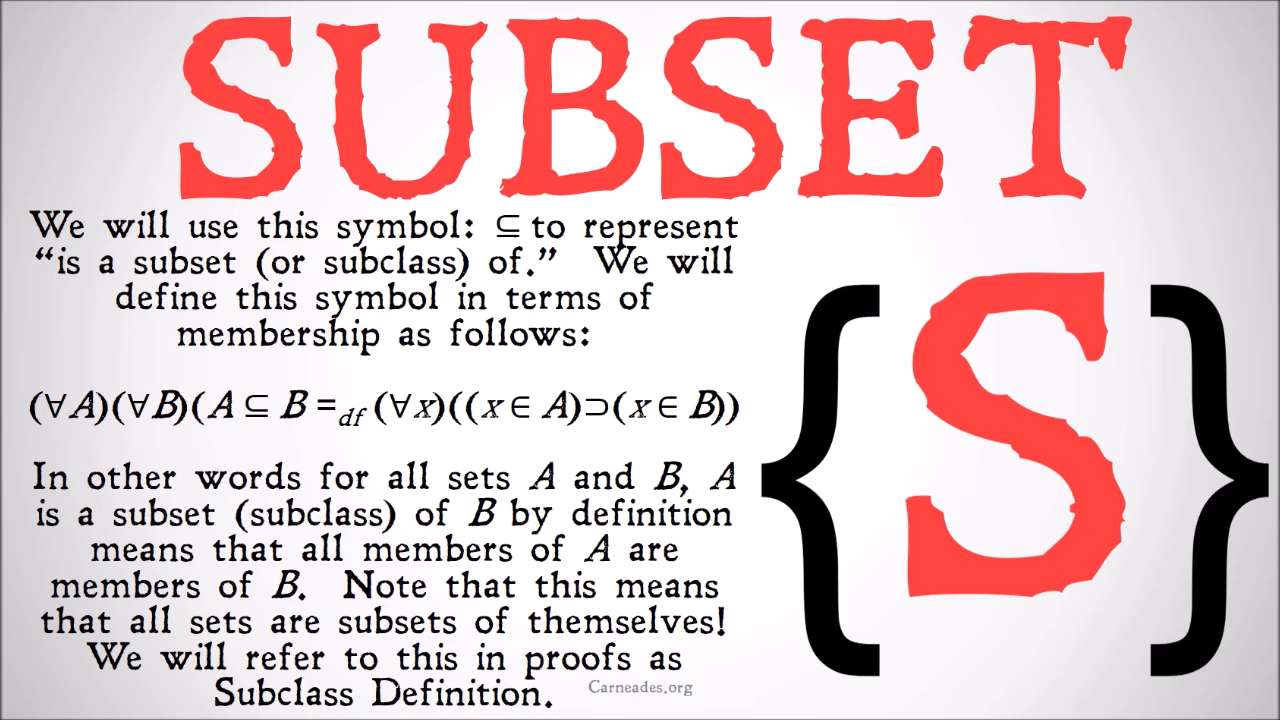 SUBSET
We will use this symbol: ⊆ to represent
“is a subset (or subclass) of.” We will
define this symbol in terms of
membership as follows:
(∀A)(∀B)(A ⊆ B =df (∀x)((x ∈ A)⊃(x ∈ B))
In other words for all sets A and B, A
is a subset (subclass) of B by definition
means that all members of A are
members of B. Note that this means
that all sets are subsets of themselves!
We will refer to this in proofs as
Subclass Definition.
Carneades.org
{S}